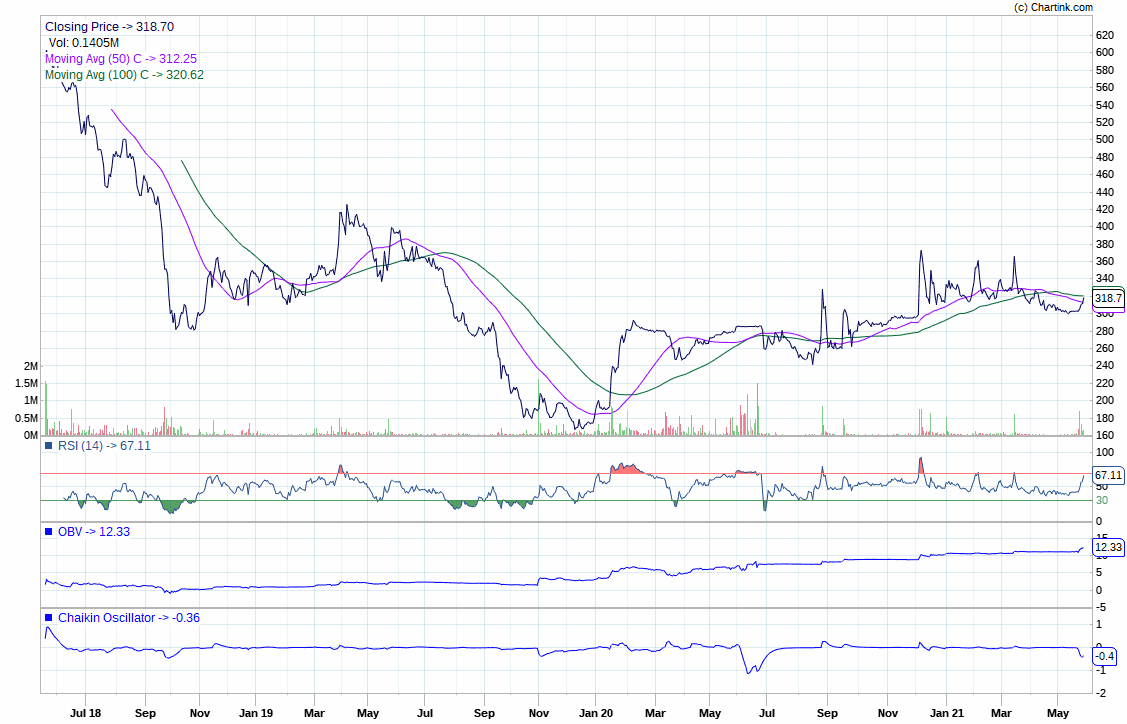 (c) Chartink.com
Closing Price -> 318.70
Vol: 0.1405M
Moving Avg (50) C -> 312.25
Moving Avg (100) C -> 320.62
620
600
580
560
540
520
500
480
460
440
420
400
380
360
340
318.7
300
280
260
240
220
200
180
160
2M
1.5M
1M
0.5M
0M
RSI (14) -> 67.11
100
67.11
50
30
0
OBV -> 12.33
15
12.33
10
5
0
-5
Chaikin Oscillator -> -0.36
1
0
-0.4
-1
-2
Jul 18 Sep Nov Jan 19 Mar May Jul Sep Nov Jan 20 Mar May Jul Sep Nov Jan 21 Mar May